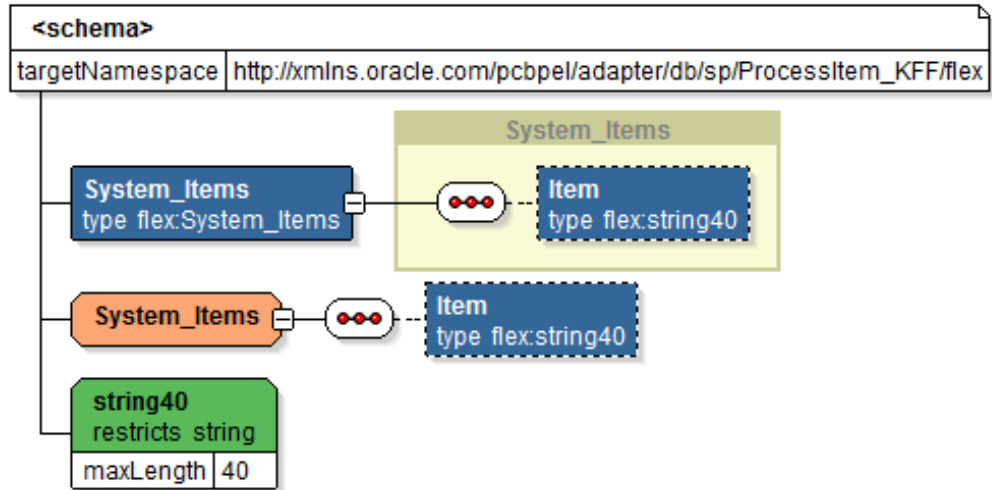 <schema>
targetNamespace http://xmlns.oracle.com/pcbpel/adapter/db/sp/ProcessItem_KFF/flex
System_Items
System_Items
type flex:System_Items
Item
type flex:string40
System_Items
Item
type flex:string40
string40
restricts string
maxLength 40